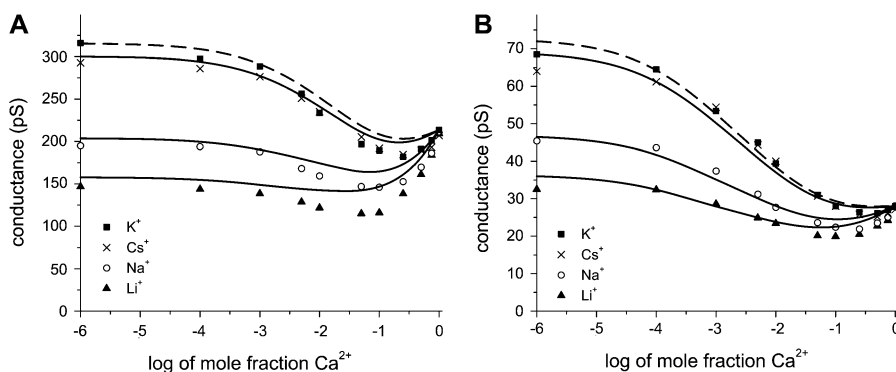 A
conductance (pS)
350
300
250
200
150
100
50
0
K⁺
Cs⁺
Na⁺
Li⁺
-6
-5
-4
-3
-2
-1
0
log of mole fraction Ca²⁺
B
conductance (pS)
70
60
50
40
30
20
10
0
K⁺
Cs⁺
Na⁺
Li⁺
-6
-5
-4
-3
-2
-1
0
log of mole fraction Ca²⁺